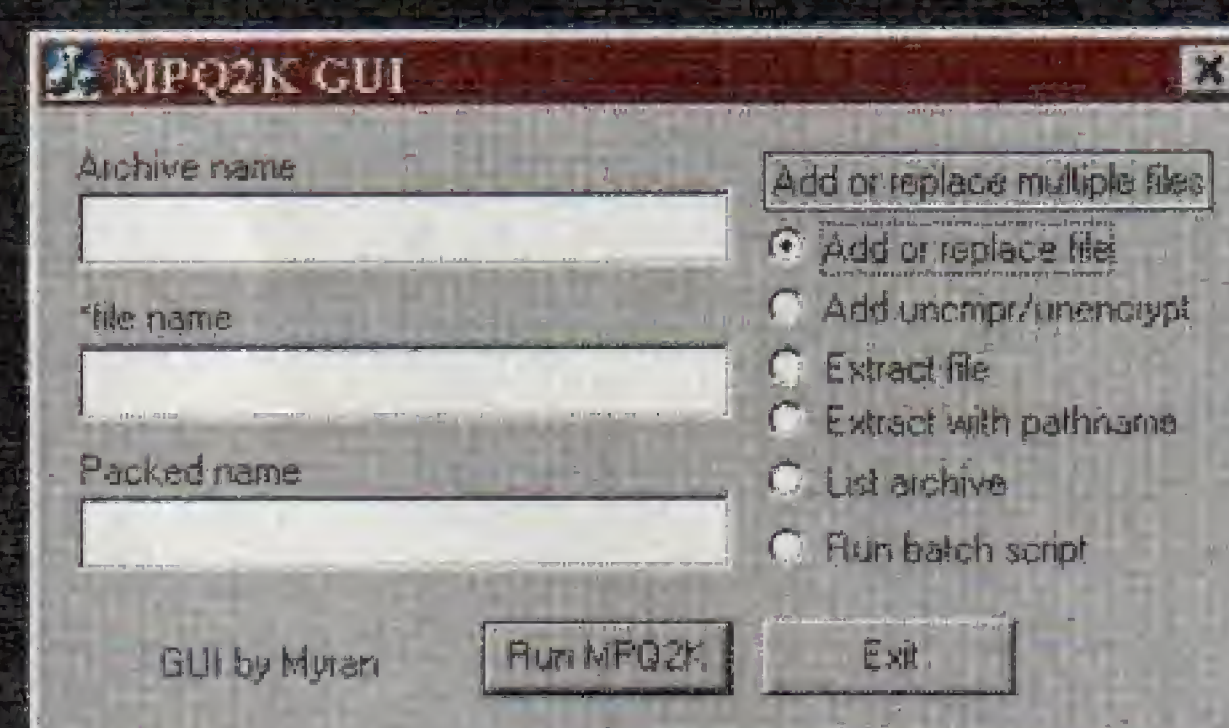 MPQ2K GUI
Archive name
*file name
Packed name
GUI by Myran
Add or replace multiple files
Add or replace file
Add uncmpr/unencrypt
Extract file
Extract with pathname
List archive
Run batch script
Run MPQ2K
Exit